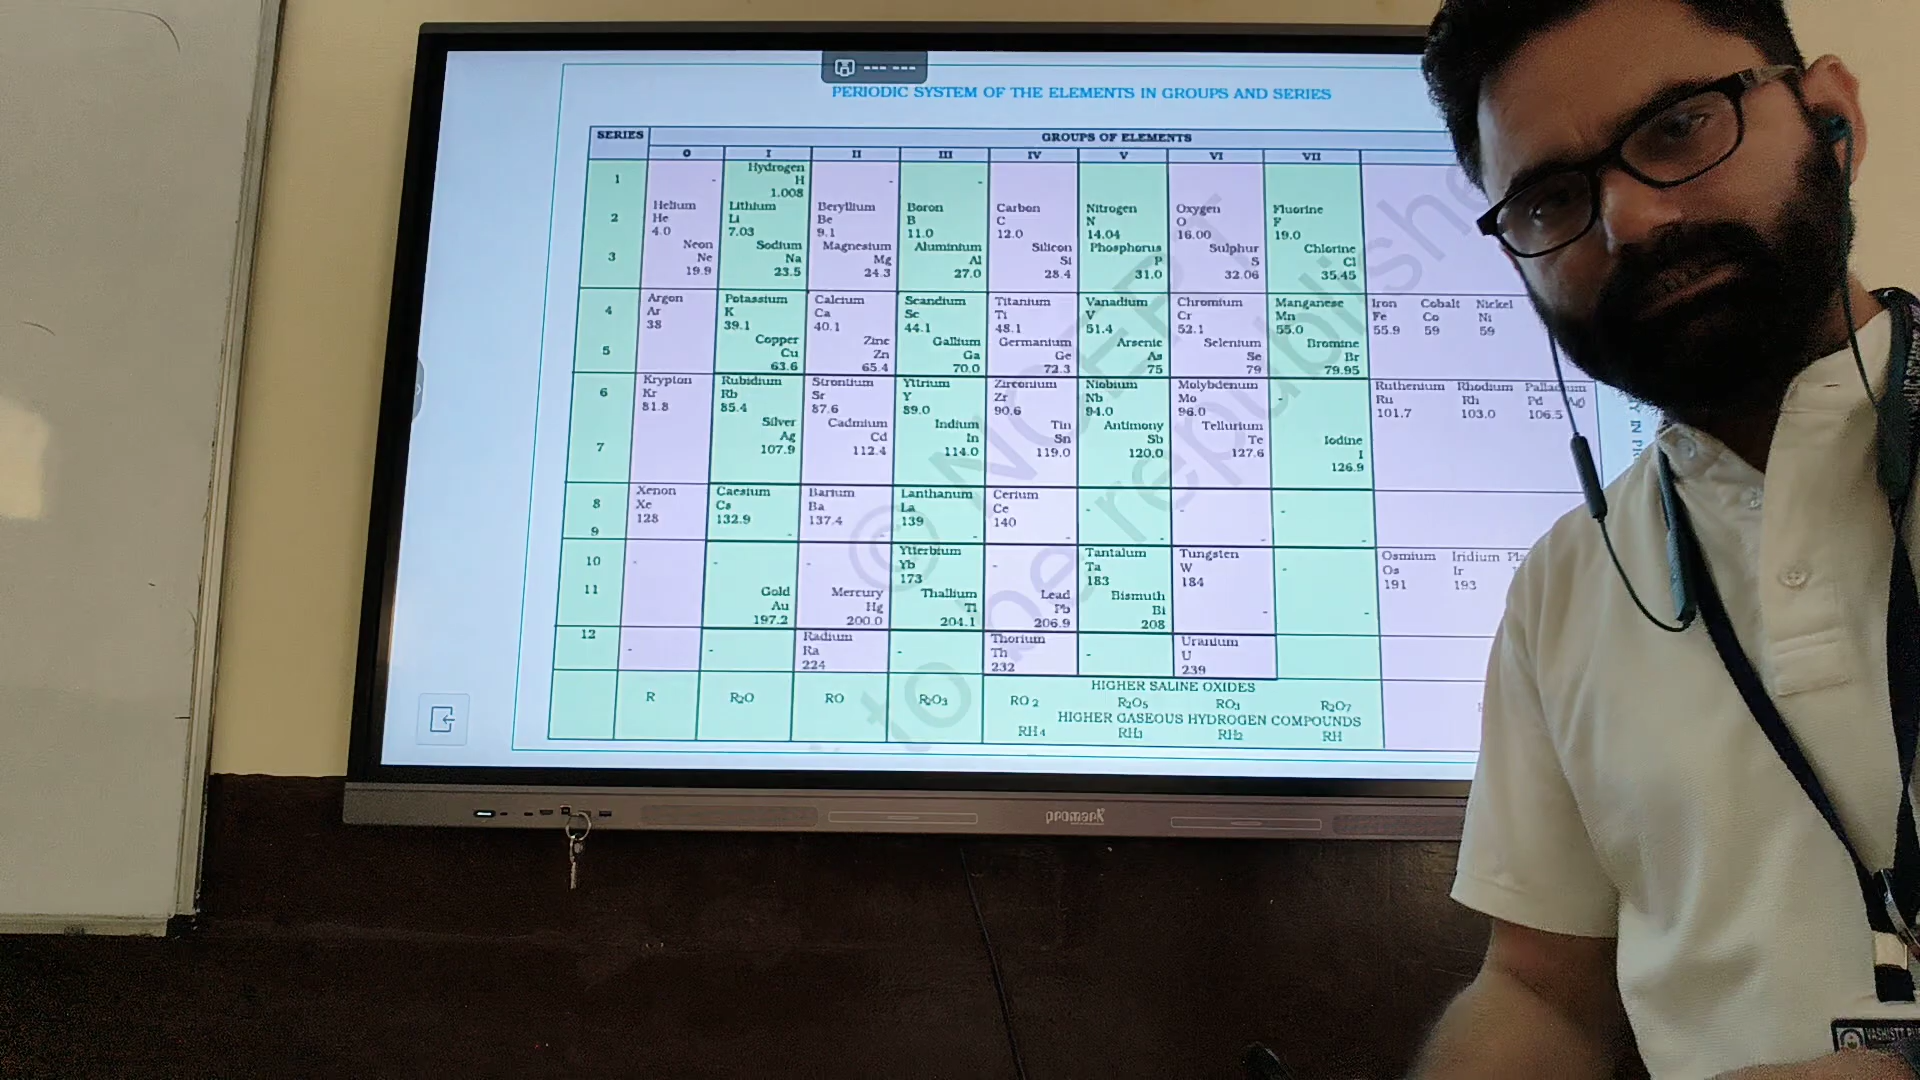 PERIODIC SYSTEM OF THE ELEMENTS IN GROUPS AND SERIES
SERIES GROUPS OF ELEMENTS
0 I II III IV V VI VII
1 - Hydrogen - -
H
1.008
Helium Lithium Beryllium Boron Carbon Nitrogen Oxygen Fluorine
2 He Li Be B C N O F
4.0 7.03 9.1 11.0 12.0 14.04 16.00 19.0
Neon Sodium Magnesium Aluminium Silicon Phosphorus Sulphur Chlorine
3 Ne Na Mg Al Si P S Cl
19.9 23.5 24.3 27.0 28.4 31.0 32.06 35.45
Argon Potassium Calcium Scandium Titanium Vanadium Chromium Manganese Iron Cobalt Nickel
4 Ar K Ca Sc Ti V Cr Mn Fe Co Ni
38 39.1 40.1 44.1 48.1 51.4 52.1 55.0 55.9 59 59
Copper Zinc Gallium Germanium Arsenic Selenium Bromine
5 Cu Zn Ga Ge As Se Br
63.6 65.4 70.0 72.3 75 79 79.95
Krypton Rubidium Strontium Yttrium Zirconium Niobium Molybdenum - Ruthenium Rhodium Palladium
6 Kr Rb Sr Y Zr Nb Mo Ru Rh Pd Ag
81.8 85.4 87.6 89.0 90.6 94.0 96.0 101.7 103.0 106.5
Silver Cadmium Indium Tin Antimony Tellurium Iodine
7 Ag Cd In Sn Sb Te I
107.9 112.4 114.0 119.0 120.0 127.6 126.9
Xenon Caesium Barium Lanthanum Cerium - - -
8 Xe Cs Ba La Ce
128 132.9 137.4 139 140
9 - - - - - - -
- - - Ytterbium - Tantalum Tungsten - Osmium Iridium
10 Yb Ta W Os Ir
173 183 184 191 193
Gold Mercury Thallium Lead Bismuth - -
11 Au Hg Tl Pb Bi
197.2 200.0 204.1 206.9 208
12 - - Radium - Thorium - Uranium
Ra Th U
224 232 239
HIGHER SALINE OXIDES
R R2O RO R2O3 RO2 R2O5 RO3 R2O7
HIGHER GASEOUS HYDROGEN COMPOUNDS
RH4 RH3 RH2 RH
© NCERT
to be republished
promark
VASHISTT